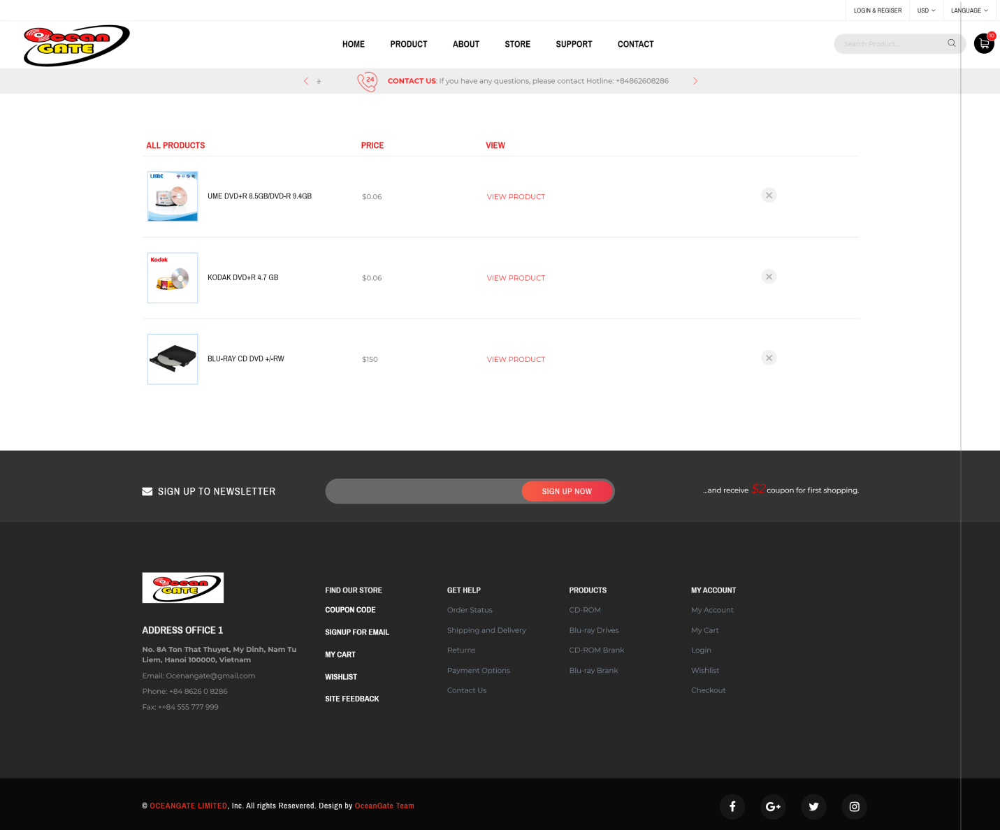 LOGIN & REGISER
USD
LANGUAGE
Ocean
GATE
HOME
PRODUCT
ABOUT
STORE
SUPPORT
CONTACT
Search Product...
10
24
CONTACT US: If you have any questions, please contact Hotline: +84862608286
ALL PRODUCTS
PRICE
VIEW
UME
UME DVD+R 8.5GB/DVD-R 9.4GB
$0.06
VIEW PRODUCT
Kodak
KODAK DVD+R 4.7 GB
$0.06
VIEW PRODUCT
BLU-RAY CD DVD +/-RW
$150
VIEW PRODUCT
SIGN UP TO NEWSLETTER
SIGN UP NOW
...and receive $2 coupon for first shopping.
Ocean
GATE
ADDRESS OFFICE 1
No. 8A Ton That Thuyet, My Dinh, Nam Tu
Liem, Hanoi 100000, Vietnam
Email: Ocenangate@gmail.com
Phone: +84 8626 0 8286
Fax: ++84 555 777 999
FIND OUR STORE
COUPON CODE
SIGNUP FOR EMAIL
MY CART
WISHLIST
SITE FEEDBACK
GET HELP
Order Status
Shipping and Delivery
Returns
Payment Options
Contact Us
PRODUCTS
CD-ROM
Blu-ray Drives
CD-ROM Brank
Blu-ray Brank
MY ACCOUNT
My Account
My Cart
Login
Wishlist
Checkout
© OCEANGATE LIMITED, Inc. All rights Resevered. Design by OceanGate Team